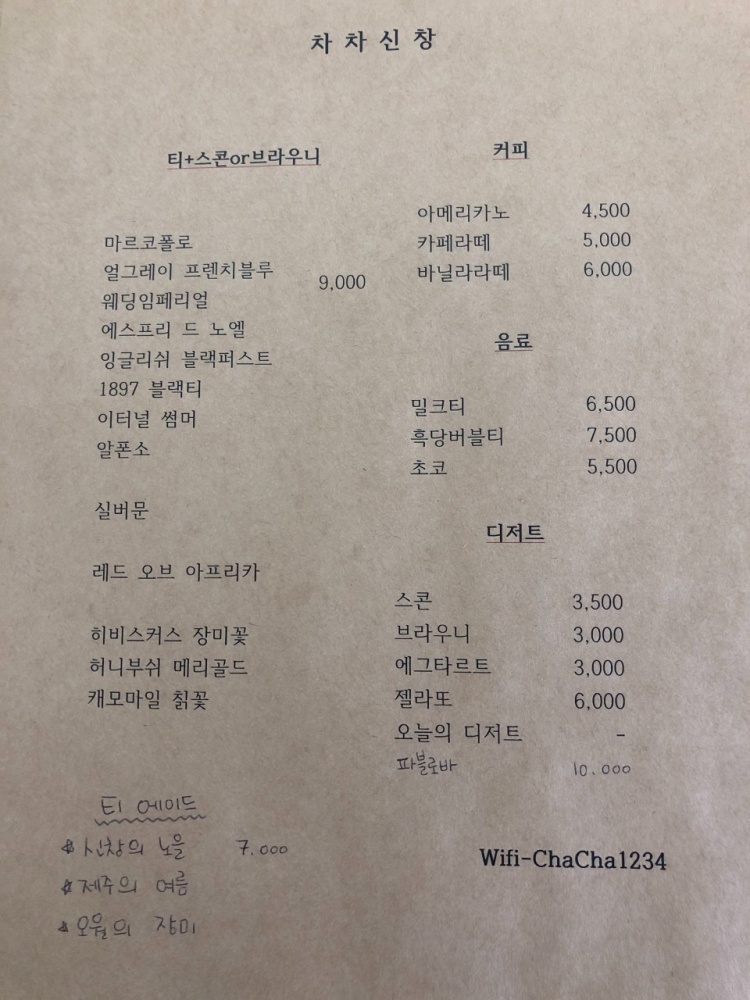 차차신창
티+스콘or브라우니
마르코폴로
얼그레이 프렌치블루 9,000
웨딩임페리얼
에스프리 드 노엘
잉글리쉬 블랙퍼스트
1897 블랙티
이터널 썸머
알폰소
실버문
레드 오브 아프리카
히비스커스 장미꽃
허니부쉬 메리골드
캐모마일 칡꽃
티 에이드
신창의 노을 7.000
제주의 여름
오월의 장미
커피
아메리카노 4,500
카페라떼 5,000
바닐라라떼 6,000
음료
밀크티 6,500
흑당버블티 7,500
초코 5,500
디저트
스콘 3,500
브라우니 3,000
에그타르트 3,000
젤라또 6,000
오늘의 디저트 -
파블로바 10.000
Wifi-ChaCha1234